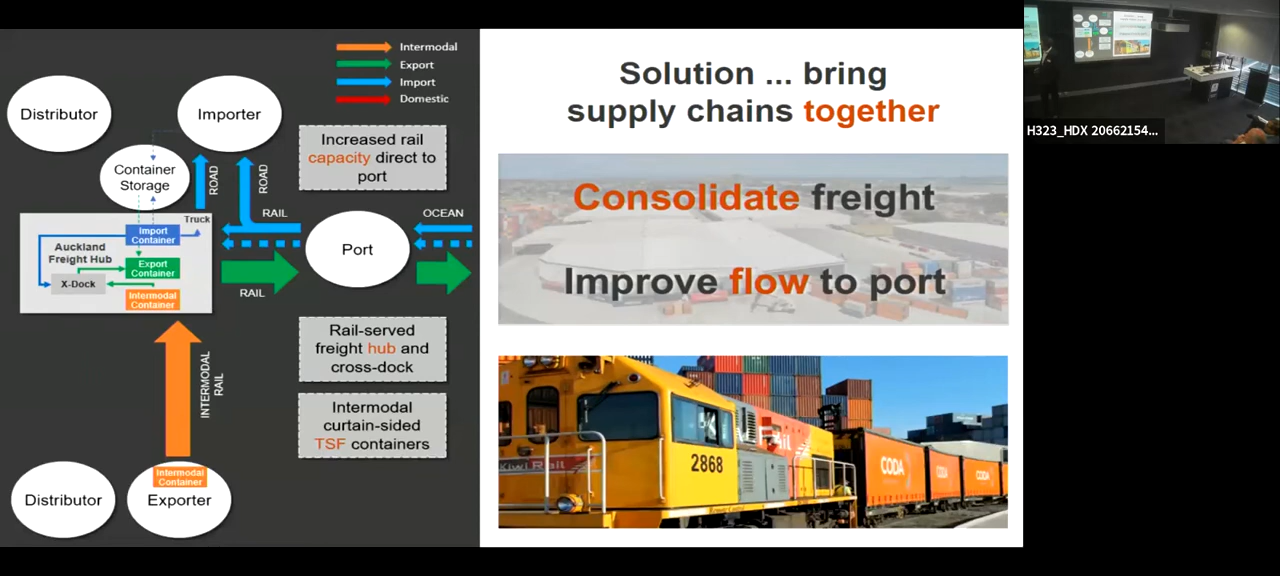 Intermodal
Export
Import
Domestic
Distributor
Importer
Container
Storage
ROAD
ROAD
Increased rail
capacity direct to
port
Truck
RAIL
OCEAN
Import
Container
Auckland
Freight Hub
Export
Container
X-Dock
Intermodal
Container
Port
RAIL
Rail-served
freight hub and
cross-dock
INTERMODAL
RAIL
Intermodal
curtain-sided
TSF containers
Intermodal
Container
Distributor
Exporter
Solution ... bring
supply chains together
Consolidate freight
Improve flow to port
2868
KiwiRail
CODA
CODA
CODA
H323_HDX 20662154...